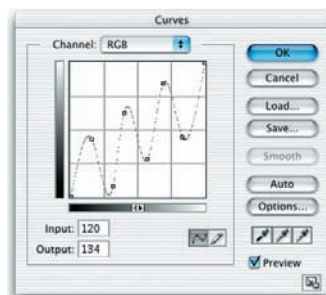 Curves
Channel: RGB
OK
Cancel
Load...
Save...
Smooth
Auto
Options...
Input: 120
Output: 134
Preview